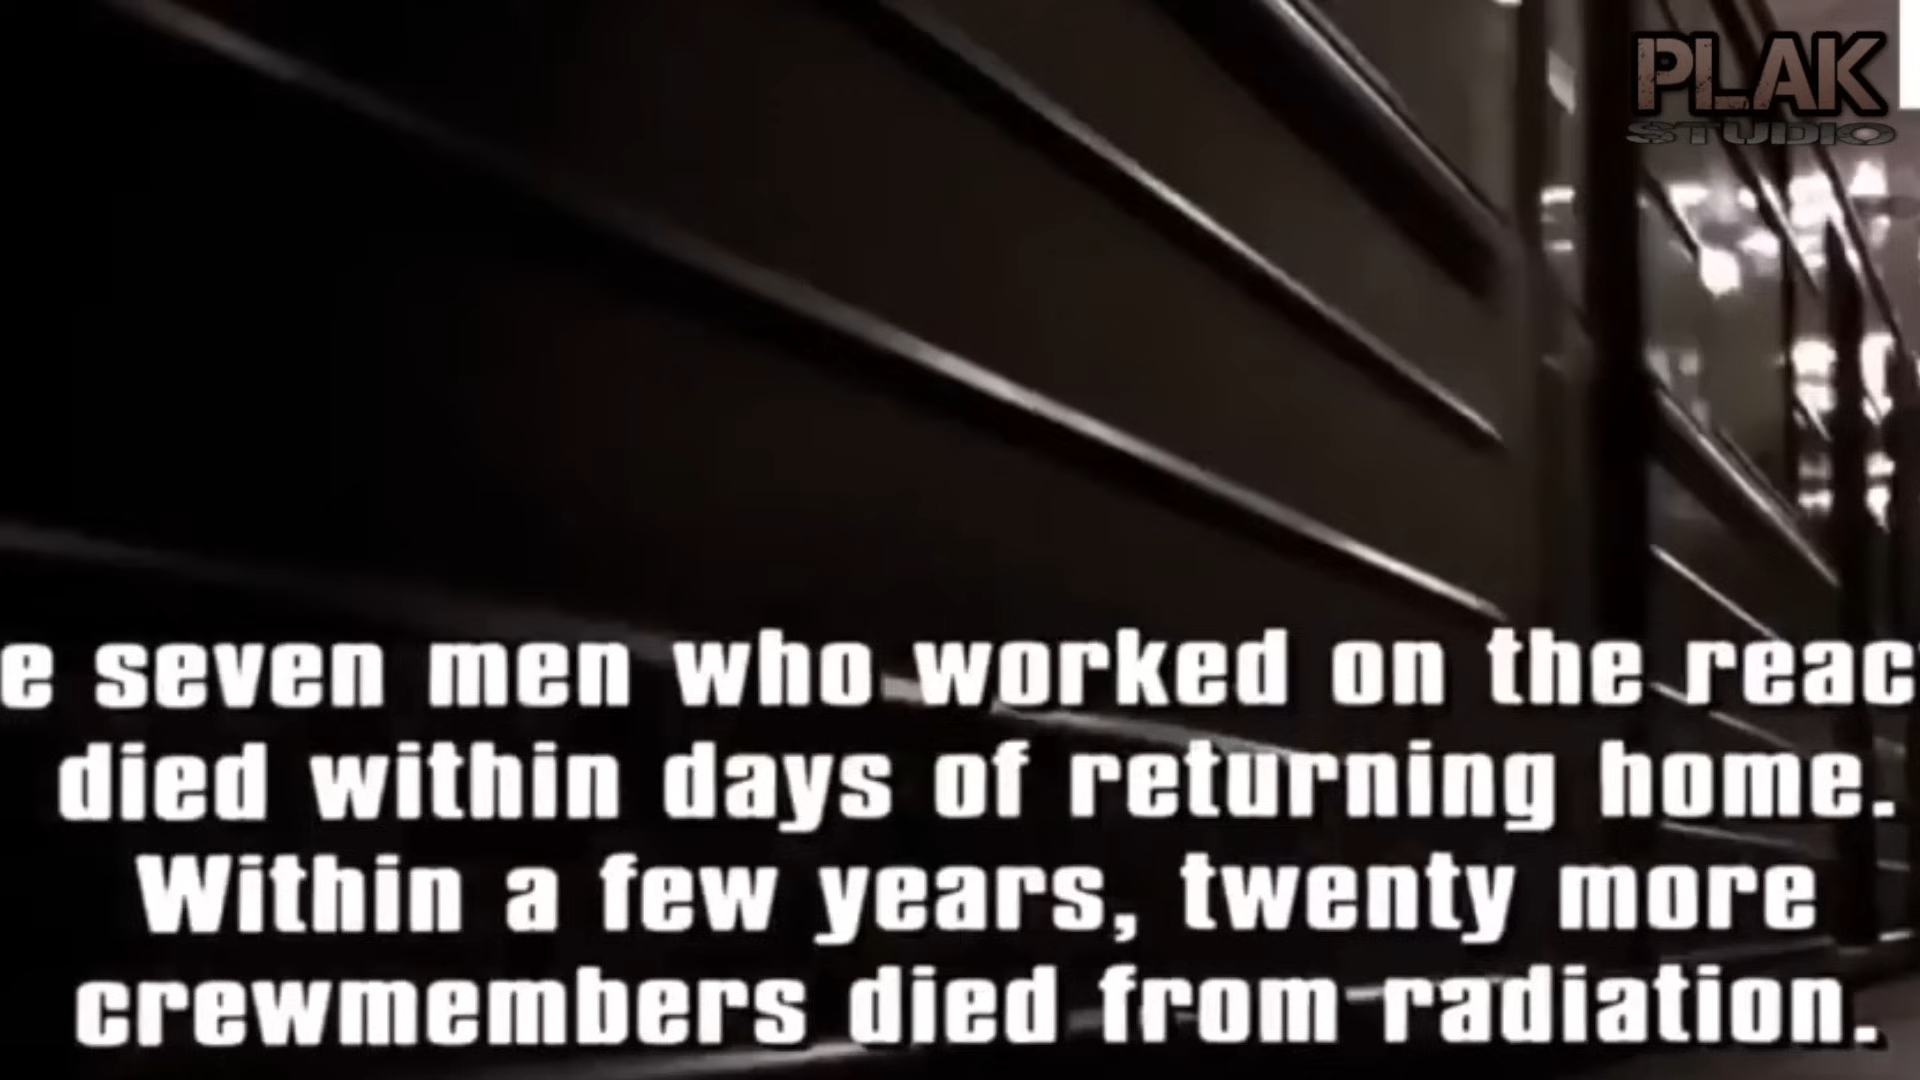 PLAK
STUDIO
e seven men who worked on the reac
died within days of returning home.
Within a few years, twenty more
crewmembers died from radiation.